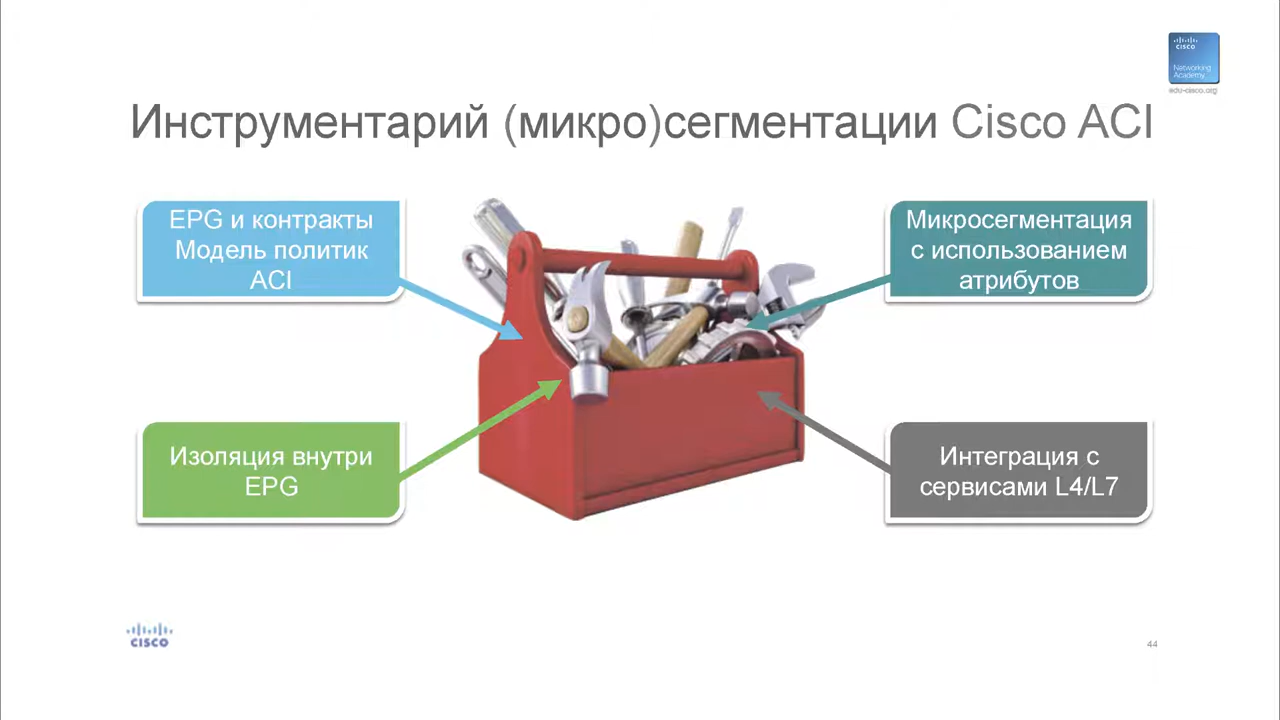 CISCO
Networking
Academy
edu-cisco.org
Инструментарий (микро)сегментации Cisco ACI
EPG и контракты
Модель политик
ACI
Микросегментация
с использованием
атрибутов
Изоляция внутри
EPG
Интеграция с
сервисами L4/L7
CISCO
44